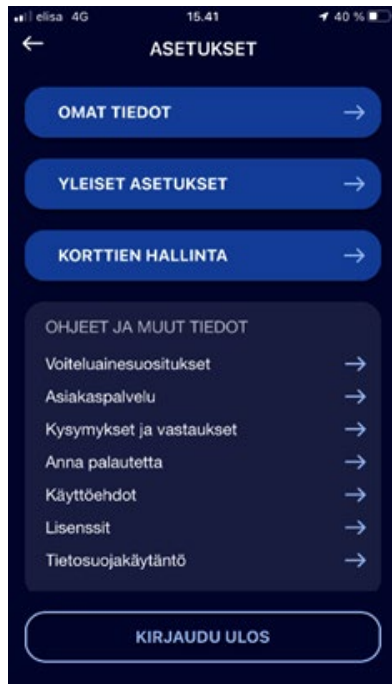 elisa 4G 15.41 40 %
ASETUKSET
OMAT TIEDOT
YLEISET ASETUKSET
KORTTIEN HALLINTA
OHJEET JA MUUT TIEDOT
Voiteluainesuositukset
Asiakaspalvelu
Kysymykset ja vastaukset
Anna palautetta
Käyttöehdot
Lisenssit
Tietosuojakäytäntö
KIRJAUDU ULOS